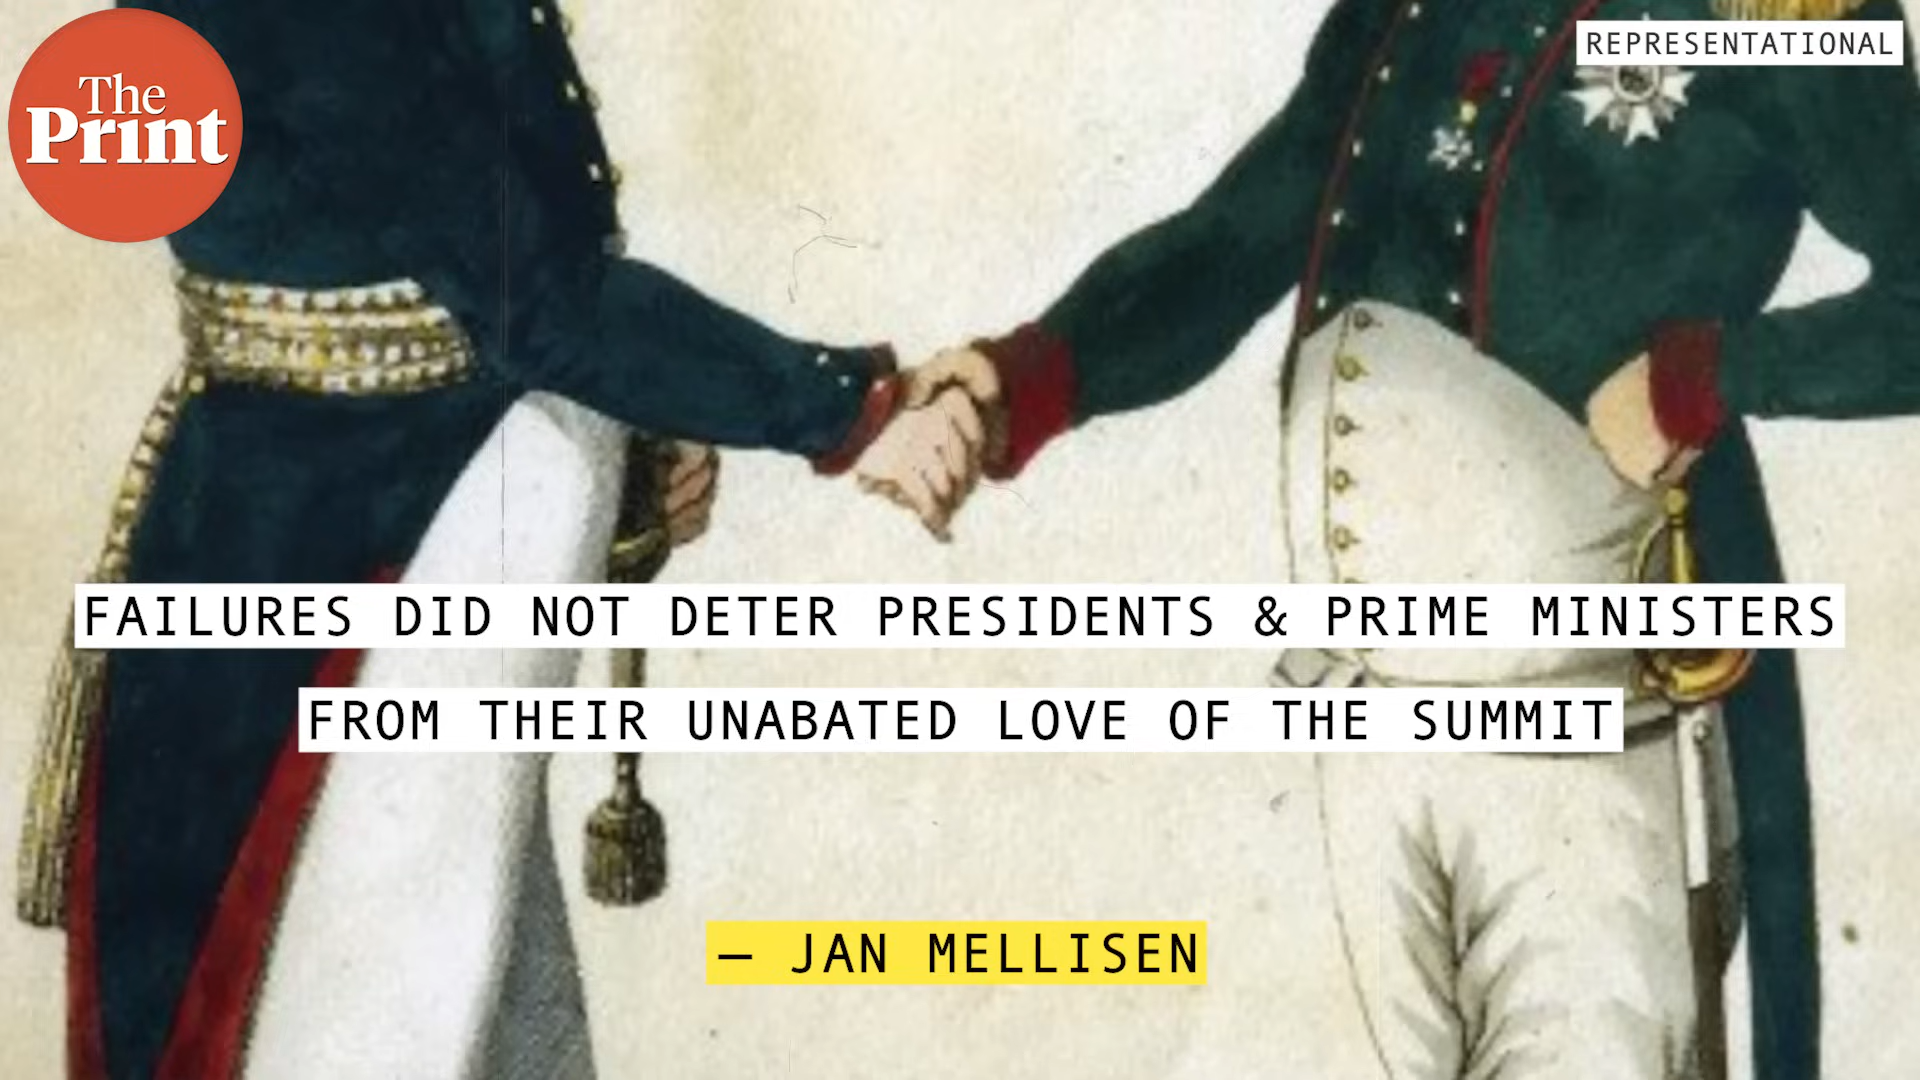 The
Print
REPRESENTATIONAL
FAILURES DID NOT DETER PRESIDENTS & PRIME MINISTERS
FROM THEIR UNABATED LOVE OF THE SUMMIT
— JAN MELLISEN